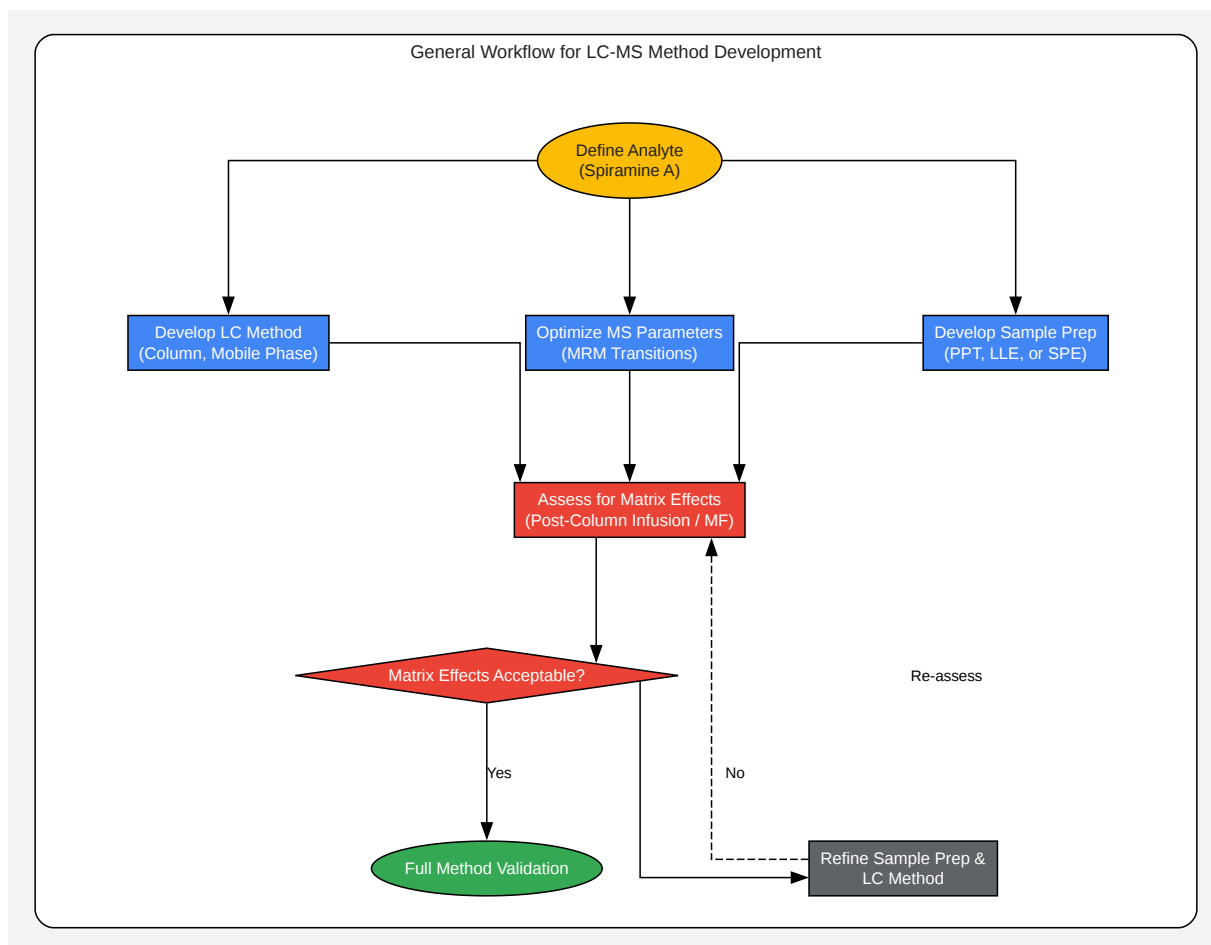 General Workflow for LC-MS Method Development
Define Analyte
(Spiramine A)
Develop LC Method
(Column, Mobile Phase)
Optimize MS Parameters
(MRM Transitions)
Develop Sample Prep
(PPT, LLE, or SPE)
Assess for Matrix Effects
(Post-Column Infusion / MF)
Matrix Effects Acceptable?
Re-assess
Yes
No
Full Method Validation
Refine Sample Prep &
LC Method